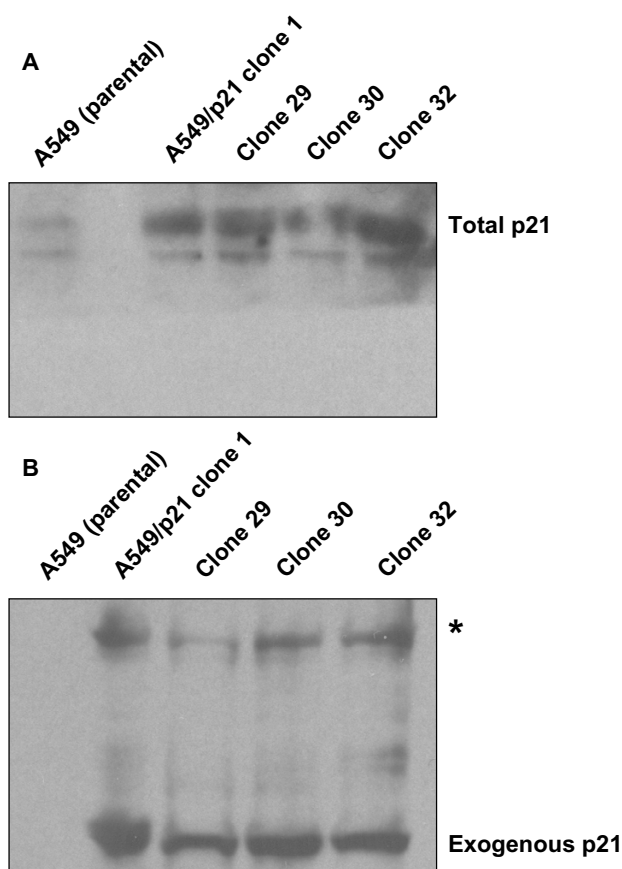 A
A549 (parental)
A549/p21 clone 1
Clone 29
Clone 30
Clone 32
Total p21
B
A549 (parental)
A549/p21 clone 1
Clone 29
Clone 30
Clone 32
*
Exogenous p21